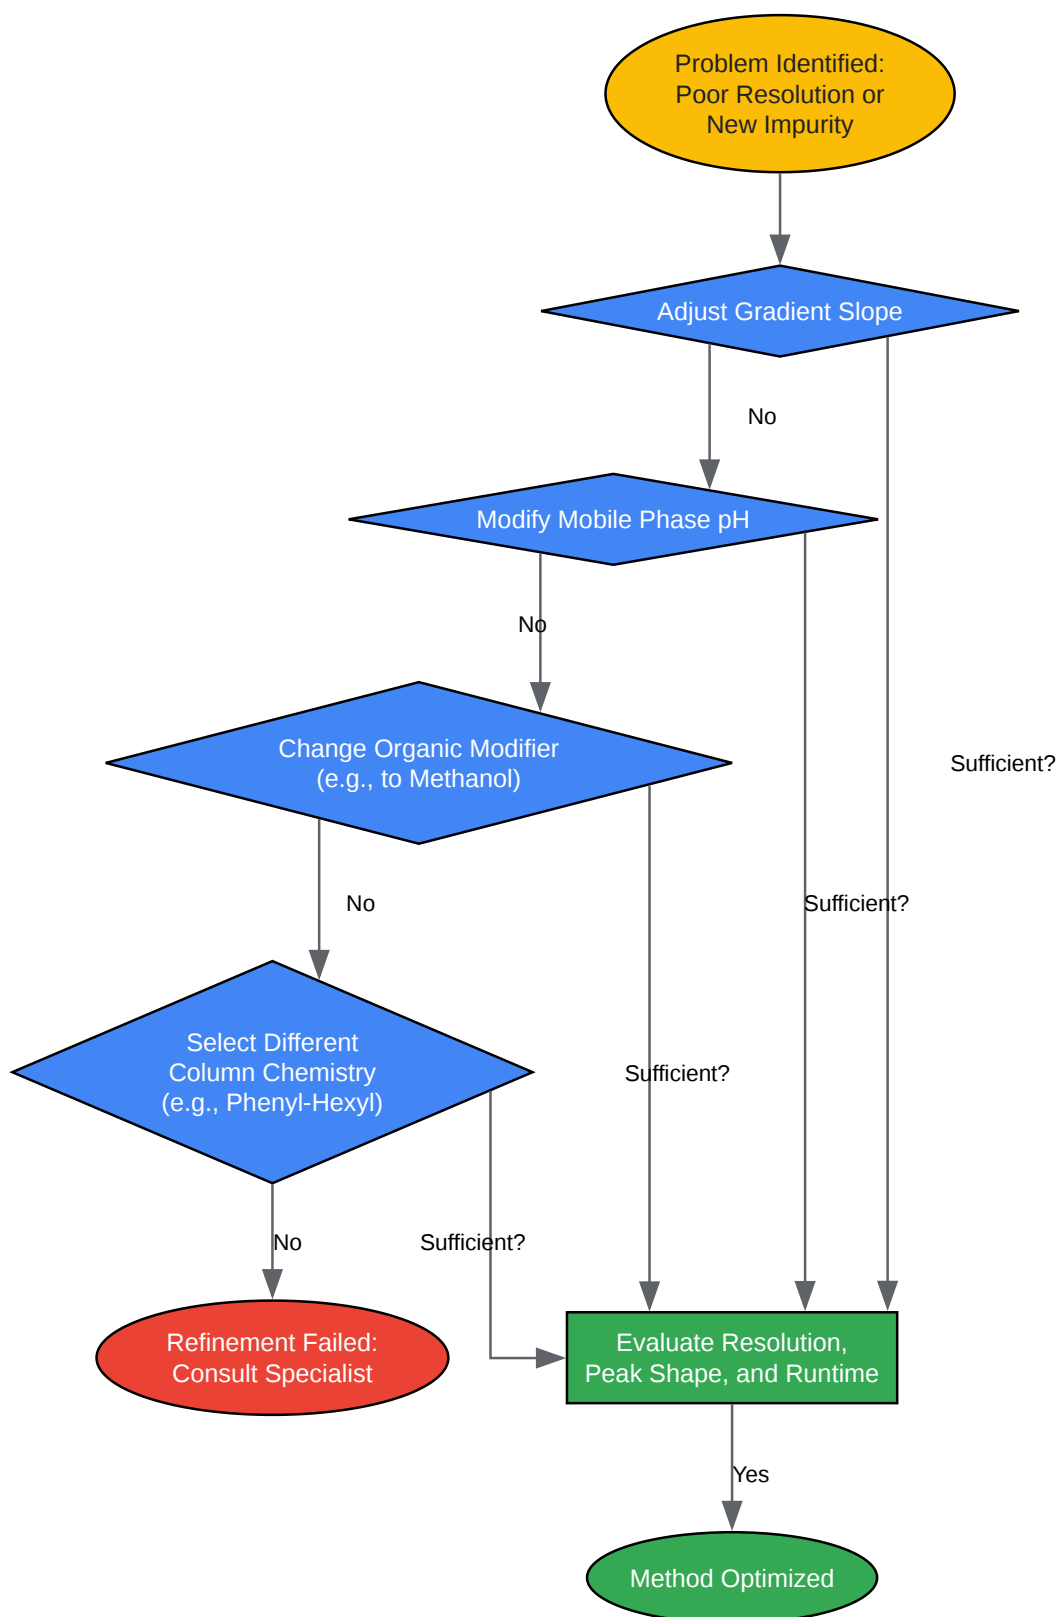 Problem Identified:
Poor Resolution or
New Impurity
Adjust Gradient Slope
No
Modify Mobile Phase pH
No
Change Organic Modifier
(e.g., to Methanol)
Sufficient?
No
Sufficient?
Select Different
Column Chemistry
(e.g., Phenyl-Hexyl)
Sufficient?
No
Sufficient?
Refinement Failed:
Consult Specialist
Evaluate Resolution,
Peak Shape, and Runtime
Yes
Method Optimized